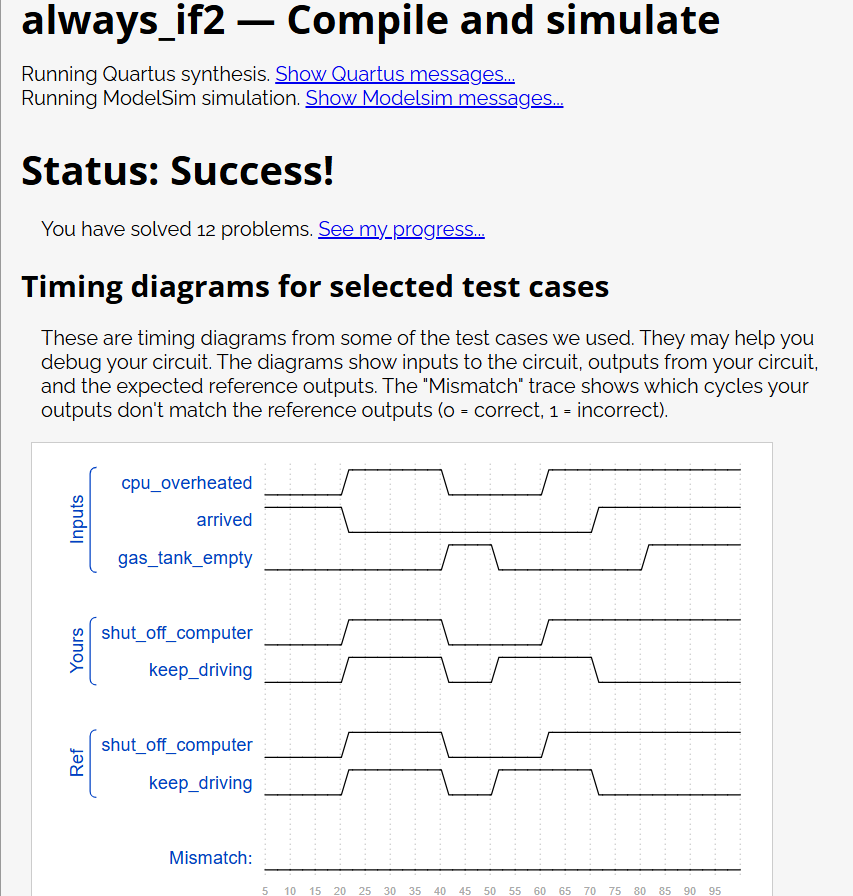 always_if2 — Compile and simulate
Running Quartus synthesis. Show Quartus messages...
Running ModelSim simulation. Show Modelsim messages...
Status: Success!
You have solved 12 problems. See my progress...
Timing diagrams for selected test cases
These are timing diagrams from some of the test cases we used. They may help you
debug your circuit. The diagrams show inputs to the circuit, outputs from your circuit,
and the expected reference outputs. The "Mismatch" trace shows which cycles your
outputs don't match the reference outputs (0 = correct, 1 = incorrect).
Inputs
cpu_overheated
arrived
gas_tank_empty
Yours
shut_off_computer
keep_driving
Ref
shut_off_computer
keep_driving
Mismatch:
5 10 15 20 25 30 35 40 45 50 55 60 65 70 75 80 85 90 95